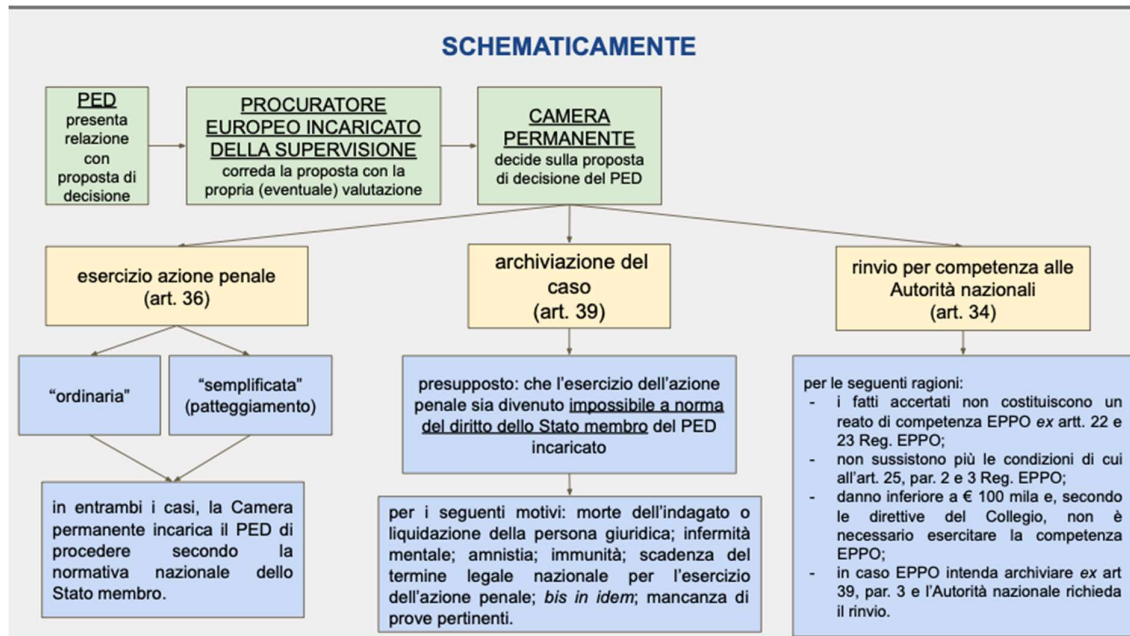 SCHEMATICAMENTE
PED
presenta
relazione
con
proposta di
decisione
PROCURATORE
EUROPEO INCARICATO
DELLA SUPERVISIONE
correda la proposta con la
propria (eventuale) valutazione
CAMERA
PERMANENTE
decide sulla proposta
di decisione del PED
esercizio azione penale
(art. 36)
archiviazione del
caso
(art. 39)
rinvio per competenza alle
Autorità nazionali
(art. 34)
“ordinaria”
“semplificata”
(patteggiamento)
in entrambi i casi, la Camera
permanente incarica il PED di
procedere secondo la
normativa nazionale dello
Stato membro.
presupposto: che l’esercizio dell’azione
penale sia divenuto impossibile a norma
del diritto dello Stato membro del PED
incaricato
per i seguenti motivi: morte dell’indagato o
liquidazione della persona giuridica; infermità
mentale; amnistia; immunità; scadenza del
termine legale nazionale per l’esercizio
dell’azione penale; bis in idem; mancanza di
prove pertinenti.
per le seguenti ragioni:
- i fatti accertati non costituiscono un
reato di competenza EPPO ex artt. 22 e
23 Reg. EPPO;
- non sussistono più le condizioni di cui
all’art. 25, par. 2 e 3 Reg. EPPO;
- danno inferiore a € 100 mila e, secondo
le direttive del Collegio, non è
necessario esercitare la competenza
EPPO;
- in caso EPPO intenda archiviare ex art
39, par. 3 e l’Autorità nazionale richieda
il rinvio.